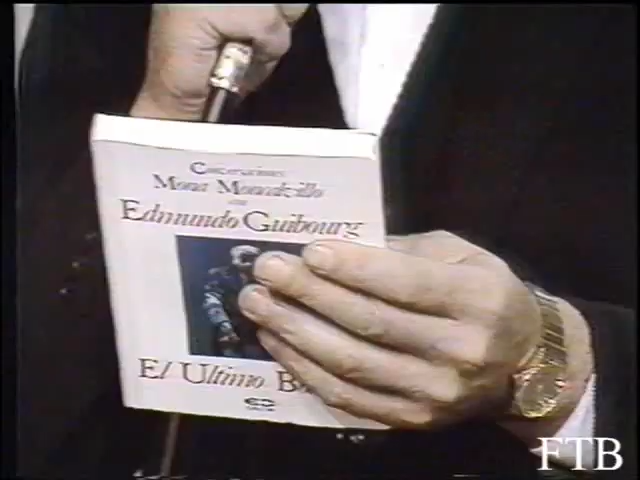 Conversaciones
Mona Moncalvillo
con
Edmundo Guibourg
El Ultimo
FTB